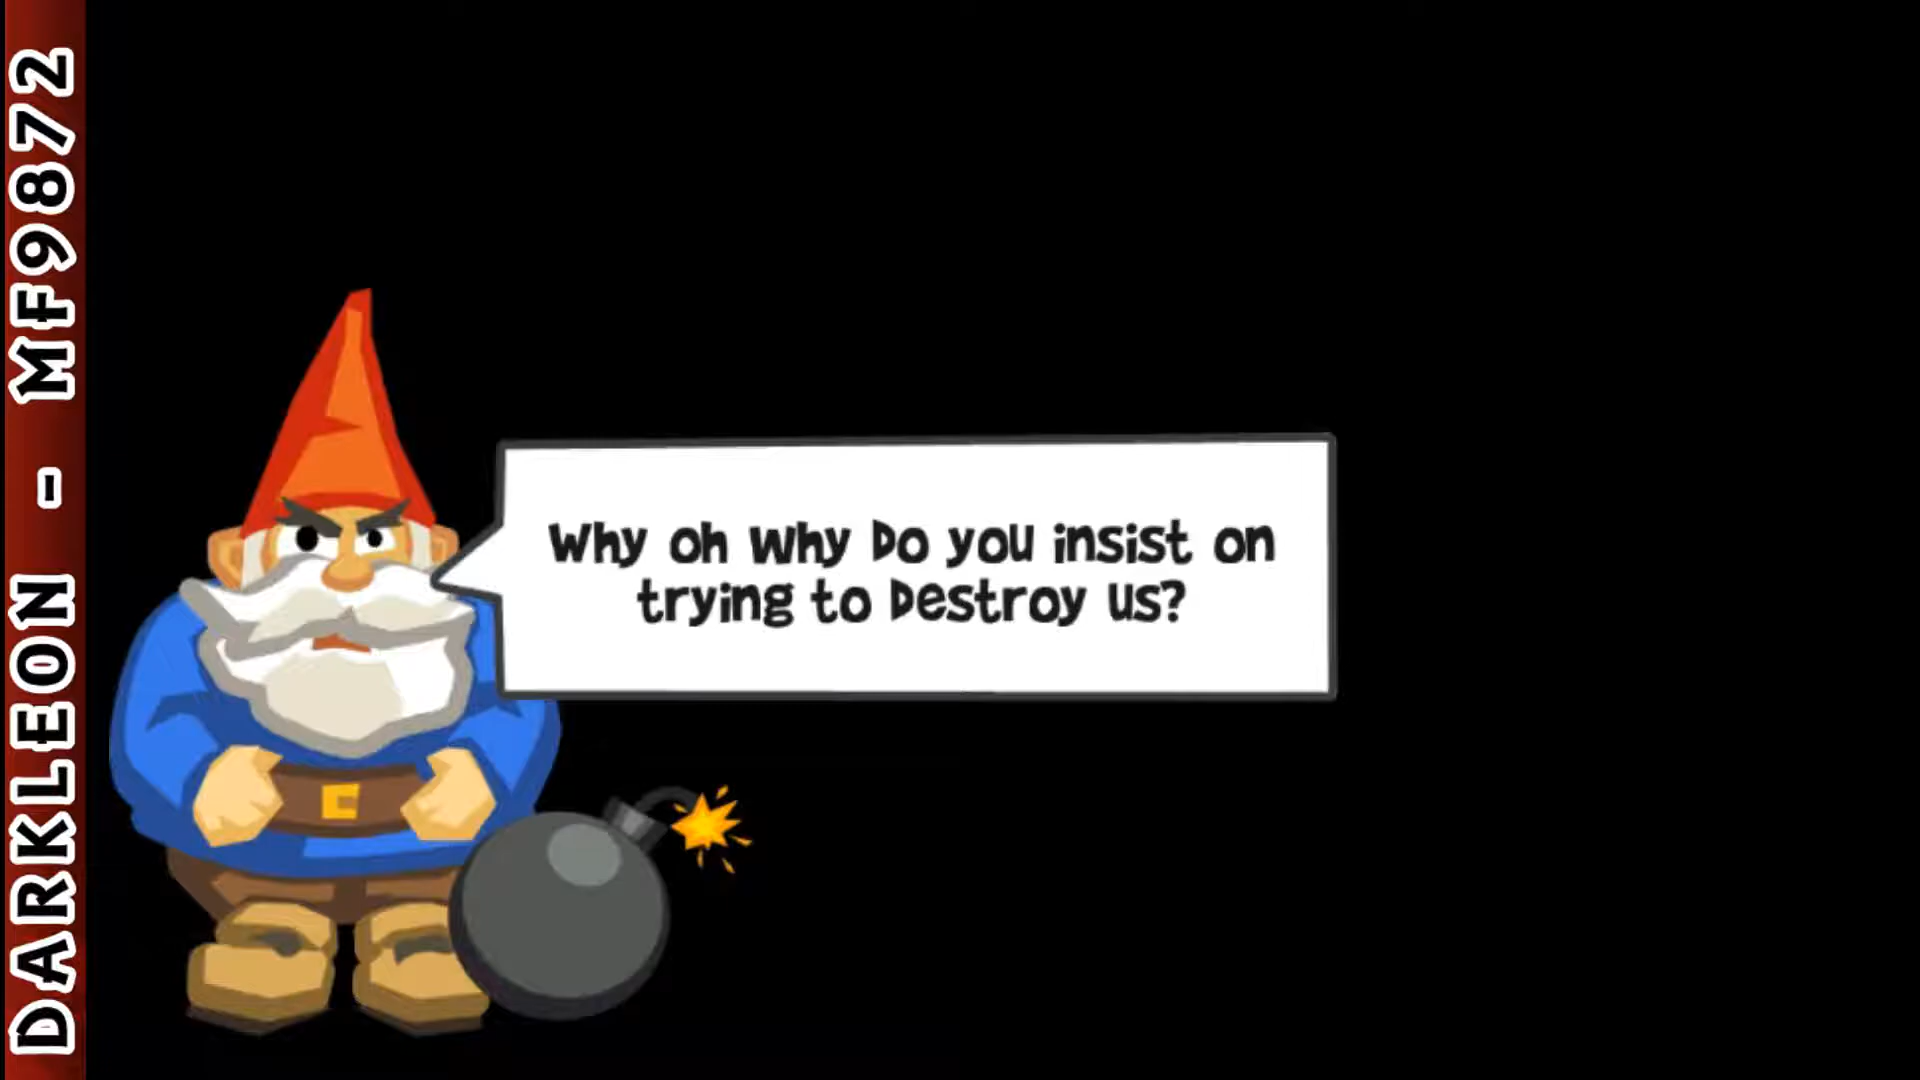 DARKLEON - MF9872
Why oh why Do you insist on
trying to Destroy us?